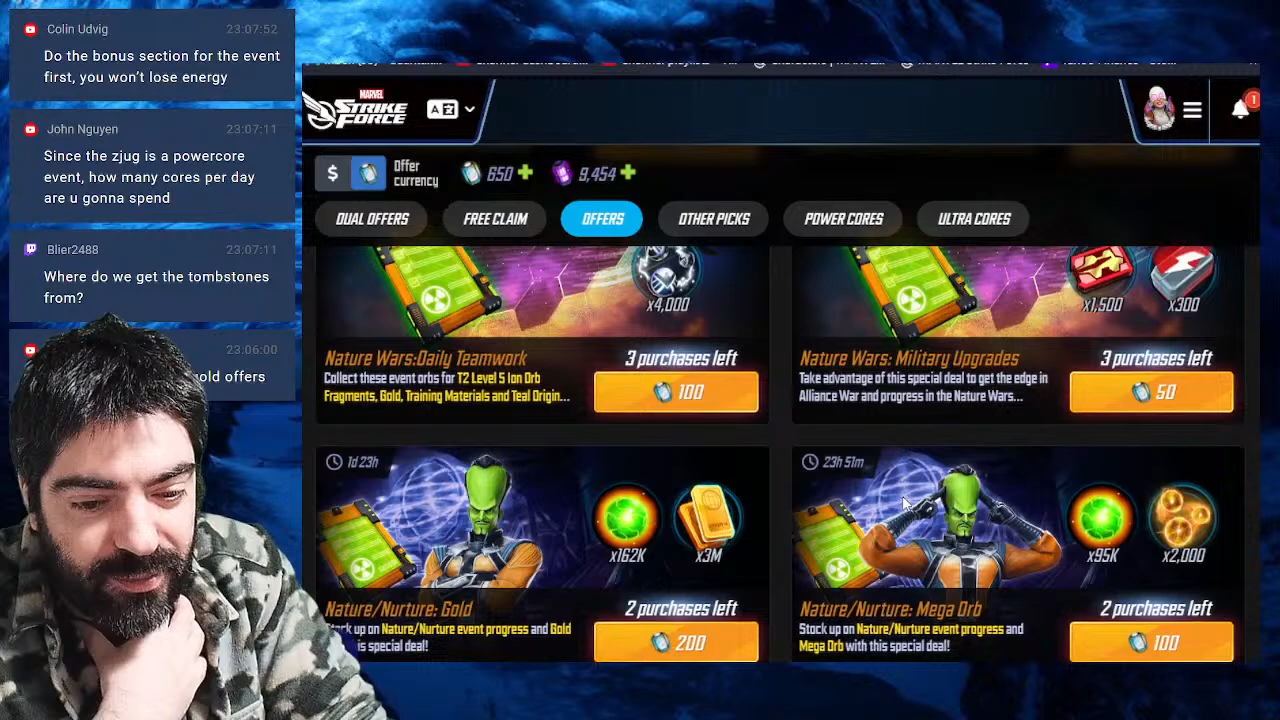 Colin Udvig 23:07:52
Do the bonus section for the event
first, you won't lose energy
John Nguyen 23:07:11
Since the zjug is a powercore
event, how many cores per day
are u gonna spend
Blier2488 23:07:11
Where do we get the tombstones
from?
23:06:00
gold offers
MARVEL
STRIKE
FORCE
Offer
currency
$
650
9,454
1
DUAL OFFERS
FREE CLAIM
OFFERS
OTHER PICKS
POWER CORES
ULTRA CORES
x4,000
Nature Wars:Daily Teamwork
3 purchases left
Collect these event orbs for T2 Level 5 Ion Orb
Fragments, Gold, Training Materials and Teal Origin...
100
x1,500
x300
Nature Wars: Military Upgrades
3 purchases left
Take advantage of this special deal to get the edge in
Alliance War and progress in the Nature Wars...
50
1d 23h
x162K
x3M
Nature/Nurture: Gold
2 purchases left
Stock up on Nature/Nurture event progress and Gold
is special deal!
200
23h 51m
x95K
x2,000
Nature/Nurture: Mega Orb
2 purchases left
Stock up on Nature/Nurture event progress and
Mega Orb with this special deal!
100